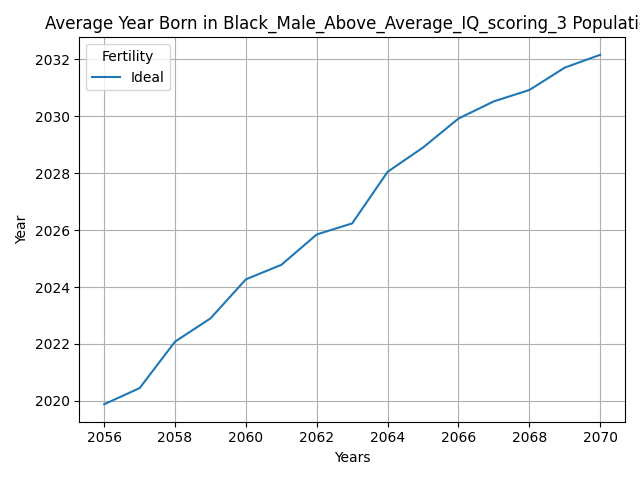 Average Year Born in Black_Male_Above_Average_IQ_scoring_3 Populati
Fertility
Ideal
2032
2030
2028
2026
2024
2022
2020
Year
2056 2058 2060 2062 2064 2066 2068 2070
Years